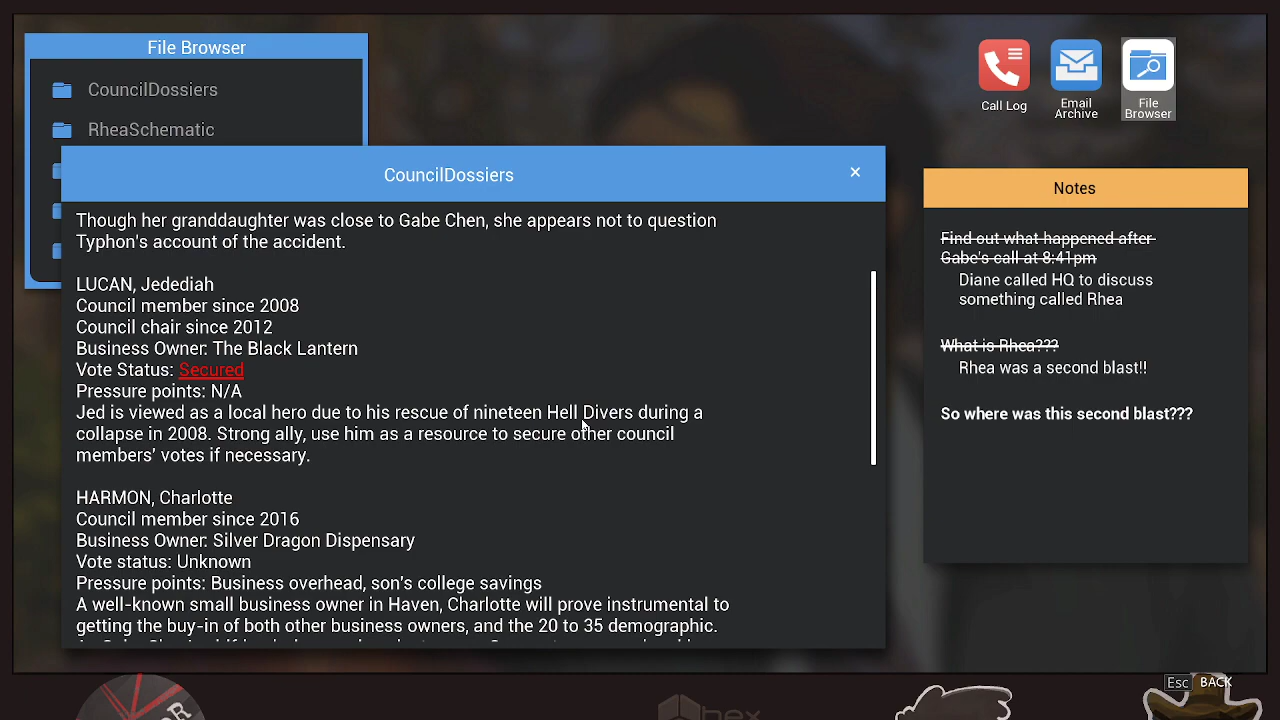 File Browser
CouncilDossiers
RheaSchematic
Call Log
Email
Archive
File
Browser
CouncilDossiers
×
Though her granddaughter was close to Gabe Chen, she appears not to question
Typhon's account of the accident.
LUCAN, Jedediah
Council member since 2008
Council chair since 2012
Business Owner: The Black Lantern
Vote Status: Secured
Pressure points: N/A
Jed is viewed as a local hero due to his rescue of nineteen Hell Divers during a
collapse in 2008. Strong ally, use him as a resource to secure other council
members' votes if necessary.
HARMON, Charlotte
Council member since 2016
Business Owner: Silver Dragon Dispensary
Vote status: Unknown
Pressure points: Business overhead, son's college savings
A well-known small business owner in Haven, Charlotte will prove instrumental to
getting the buy-in of both other business owners, and the 20 to 35 demographic.
Notes
Find out what happened after
Gabe's call at 8:41pm
Diane called HQ to discuss
something called Rhea
What is Rhea???
Rhea was a second blast!!
So where was this second blast???
Esc BACK
hex